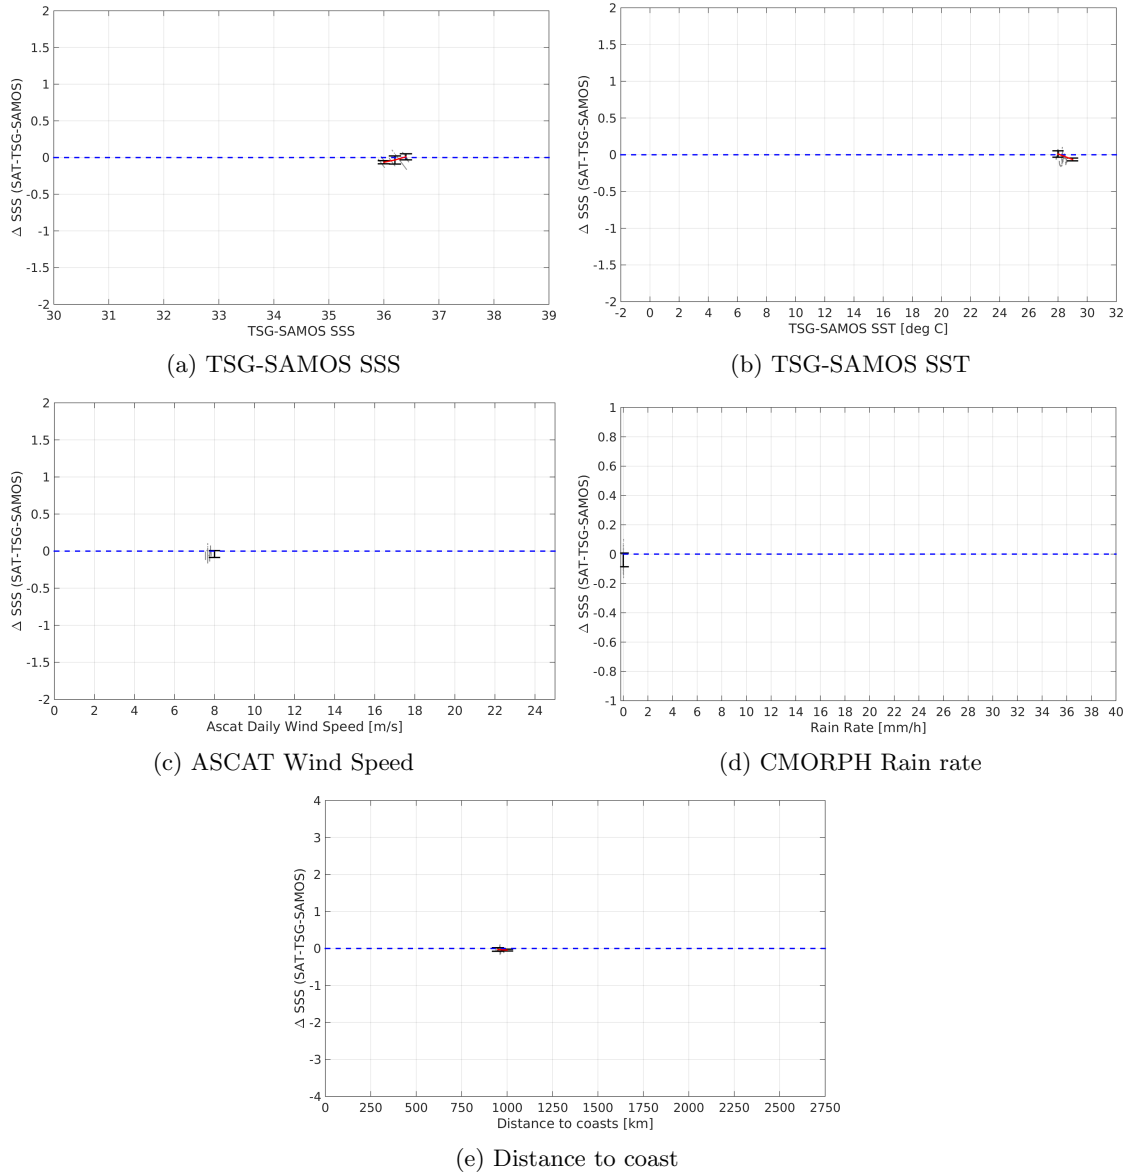 2
1.5
1
0.5
0
-0.5
-1
-1.5
-2
Δ SSS (SAT-TSG-SAMOS)
30 31 32 33 34 35 36 37 38 39
TSG-SAMOS SSS
(a) TSG-SAMOS SSS
2
1.5
1
0.5
0
-0.5
-1
-1.5
-2
Δ SSS (SAT-TSG-SAMOS)
-2 0 2 4 6 8 10 12 14 16 18 20 22 24 26 28 30 32
TSG-SAMOS SST [deg C]
(b) TSG-SAMOS SST
2
1.5
1
0.5
0
-0.5
-1
-1.5
-2
Δ SSS (SAT-TSG-SAMOS)
0 2 4 6 8 10 12 14 16 18 20 22 24
Ascat Daily Wind Speed [m/s]
(c) ASCAT Wind Speed
1
0.8
0.6
0.4
0.2
0
-0.2
-0.4
-0.6
-0.8
-1
Δ SSS (SAT-TSG-SAMOS)
0 2 4 6 8 10 12 14 16 18 20 22 24 26 28 30 32 34 36 38 40
Rain Rate [mm/h]
(d) CMORPH Rain rate
4
3
2
1
0
-1
-2
-3
-4
Δ SSS (SAT-TSG-SAMOS)
0 250 500 750 1000 1250 1500 1750 2000 2250 2500 2750
Distance to coasts [km]
(e) Distance to coast